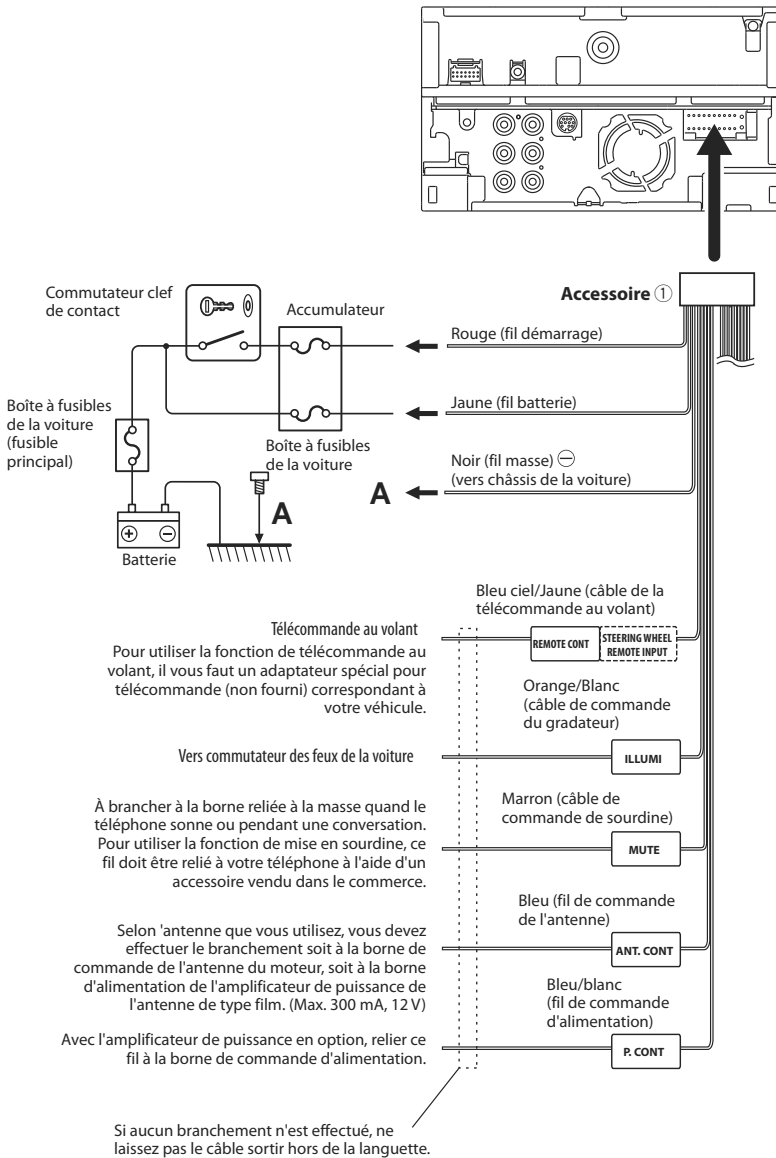 Commutateur clef
de contact
Accumulateur
Accessoire ①
Rouge (fil démarrage)
Boîte à fusibles
de la voiture
(fusible
principal)
Jaune (fil batterie)
Boîte à fusibles
de la voiture
Noir (fil masse) ⊖
(vers châssis de la voiture)
A
A
⊕ ⊖
Batterie
Bleu ciel/Jaune (câble de la
télécommande au volant)
Télécommande au volant
Pour utiliser la fonction de télécommande au
volant, il vous faut un adaptateur spécial pour
télécommande (non fourni) correspondant à
votre véhicule.
REMOTE CONT
STEERING WHEEL
REMOTE INPUT
Orange/Blanc
(câble de commande
du gradateur)
Vers commutateur des feux de la voiture
ILLUMI
Marron (câble de
commande de sourdine)
À brancher à la borne reliée à la masse quand le
téléphone sonne ou pendant une conversation.
Pour utiliser la fonction de mise en sourdine, ce
fil doit être relié à votre téléphone à l'aide d'un
accessoire vendu dans le commerce.
MUTE
Bleu (fil de commande
de l'antenne)
Selon 'antenne que vous utilisez, vous devez
effectuer le branchement soit à la borne de
commande de l'antenne du moteur, soit à la borne
d'alimentation de l'amplificateur de puissance de
l'antenne de type film. (Max. 300 mA, 12 V)
ANT. CONT
Bleu/blanc
(fil de commande
d'alimentation)
Avec l'amplificateur de puissance en option, relier ce
fil à la borne de commande d'alimentation.
P. CONT
Si aucun branchement n'est effectué, ne
laissez pas le câble sortir hors de la languette.